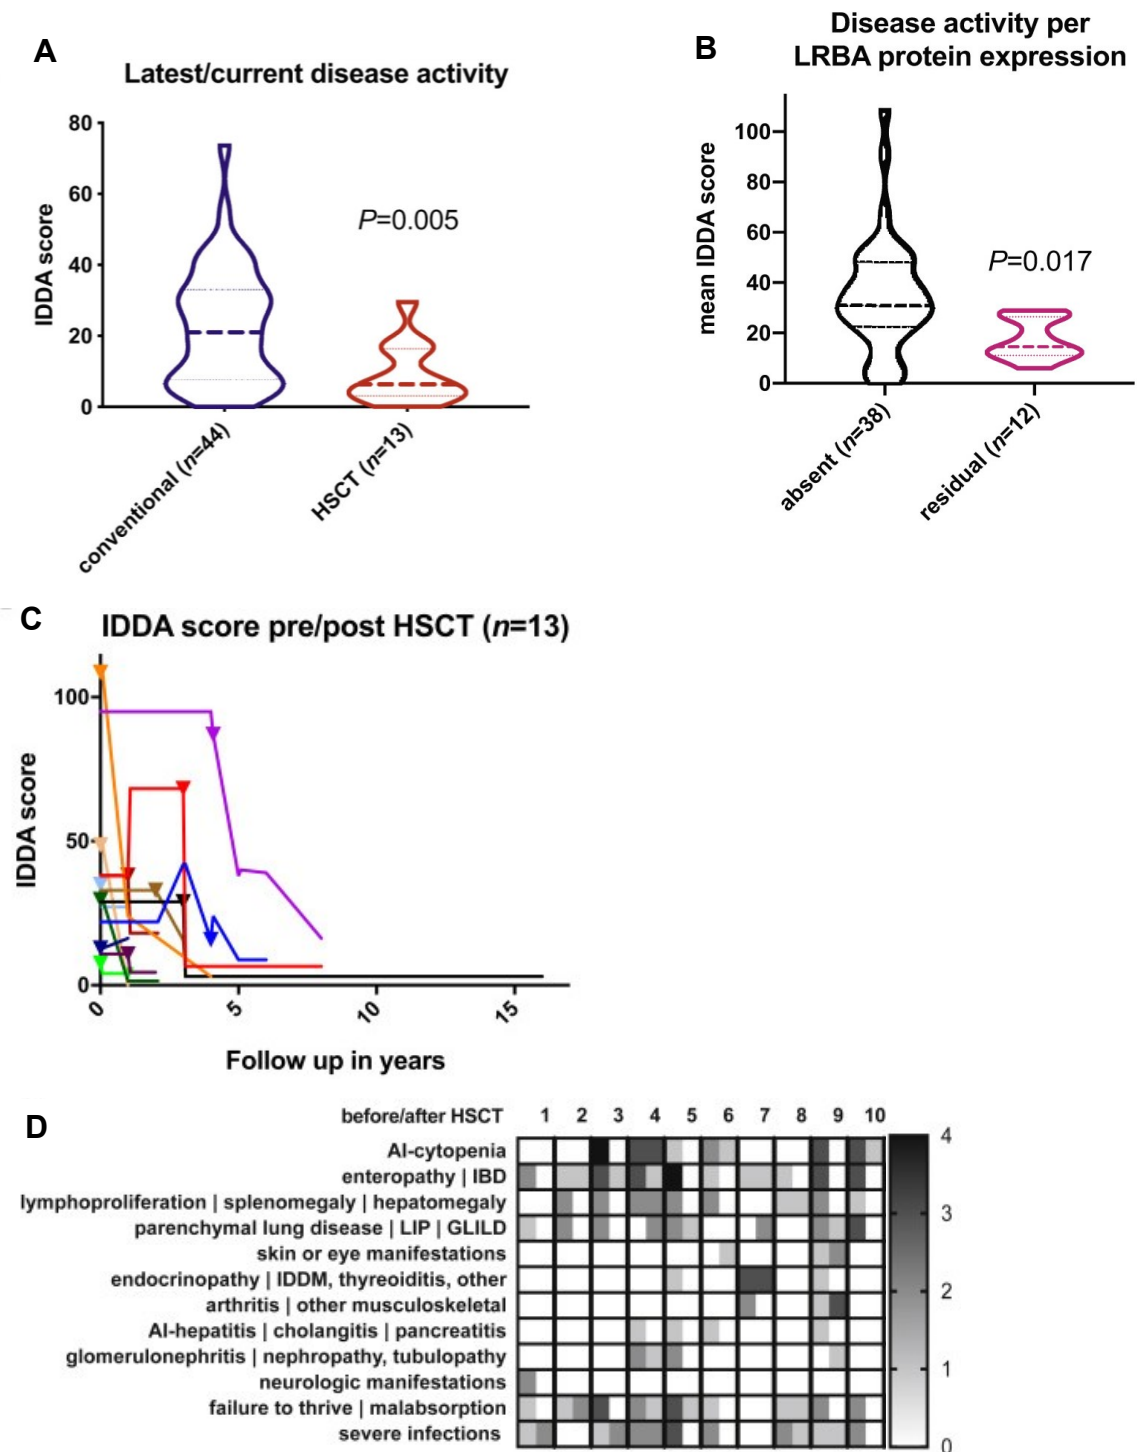 A
Latest/current disease activity
80
60
40
20
0
IDDA score
P=0.005
conventional (n=44)
HSCT (n=13)
B
Disease activity per
LRBA protein expression
100
80
60
40
20
0
mean IDDA score
P=0.017
absent (n=38)
residual (n=12)
C
IDDA score pre/post HSCT (n=13)
100
50
0
IDDA score
0
5
10
15
Follow up in years
D
before/after HSCT 1 2 3 4 5 6 7 8 9 10
AI-cytopenia
enteropathy | IBD
lymphoproliferation | splenomegaly | hepatomegaly
parenchymal lung disease | LIP | GLILD
skin or eye manifestations
endocrinopathy | IDDM, thyreoiditis, other
arthritis | other musculoskeletal
AI-hepatitis | cholangitis | pancreatitis
glomerulonephritis | nephropathy, tubulopathy
neurologic manifestations
failure to thrive | malabsorption
severe infections
4
3
2
1
0